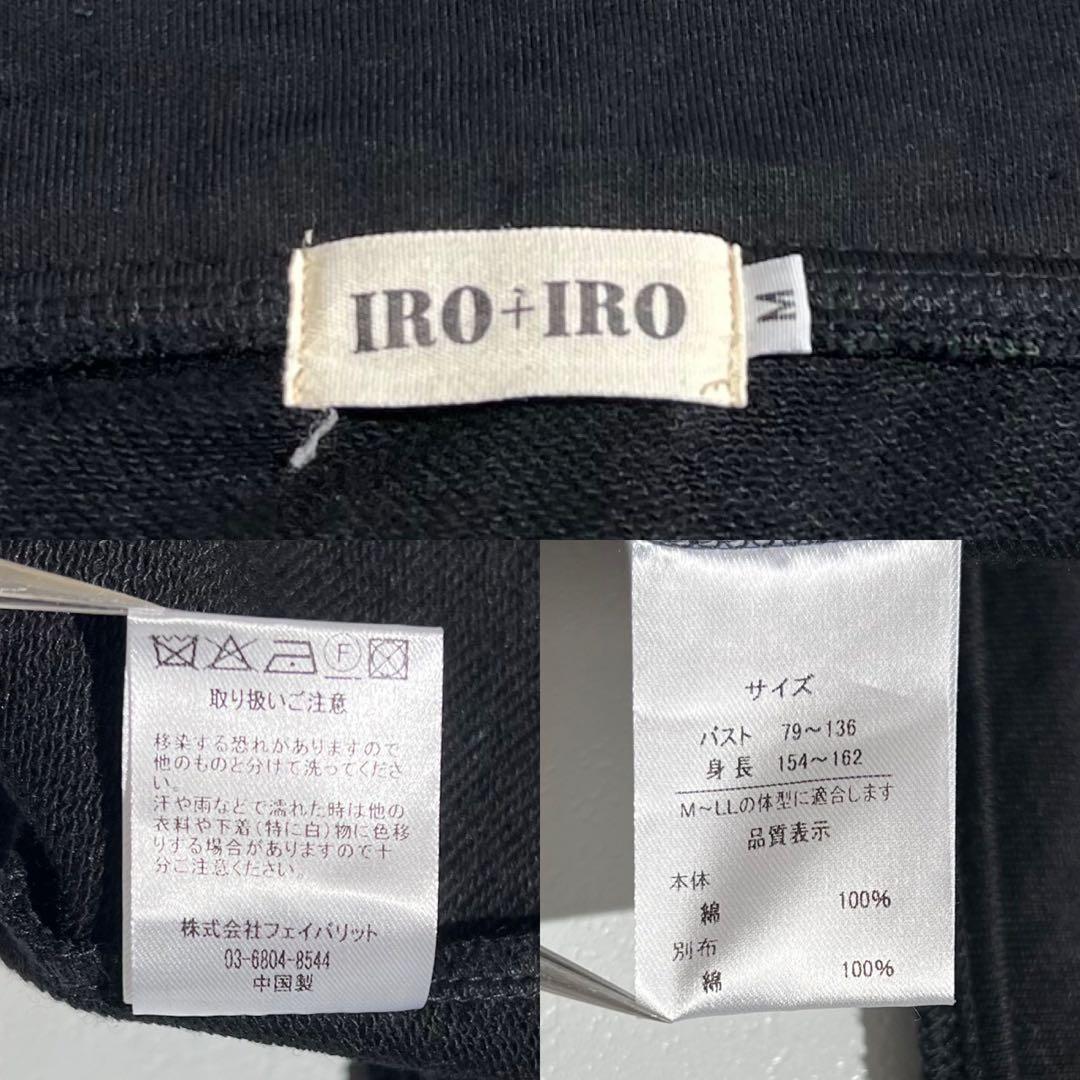 IRO+IRO
M
F
取り扱いご注意
移染する恐れがありますので
他のものと分けて洗ってくださ
い。
汗や雨などで濡れた時は他の
衣料や下着(特に白)物に色移
りする場合がありますので十
分ご注意ください。
株式会社フェイバリット
03-6804-8544
中国製
サイズ
バスト 79～136
身長 154～162
M～LLの体型に適合します
品質表示
本体
綿 100%
別布
綿 100%